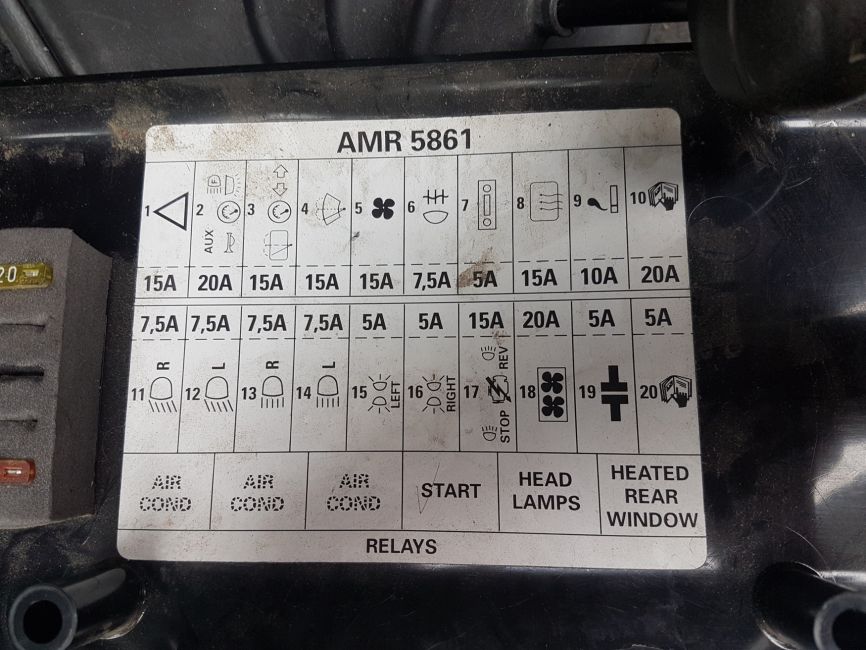 AMR 5861
1 2 3 4 5 6 7 8 9 10
F
AUX
15A 20A 15A 15A 15A 7,5A 5A 15A 10A 20A
7,5A 7,5A 7,5A 7,5A 5A 5A 15A 20A 5A 5A
R L R L REV
11 12 13 14 15 16 17 18 19 20
LEFT RIGHT STOP
AIR AIR AIR START HEAD HEATED
COND COND COND LAMPS REAR
WINDOW
RELAYS
20